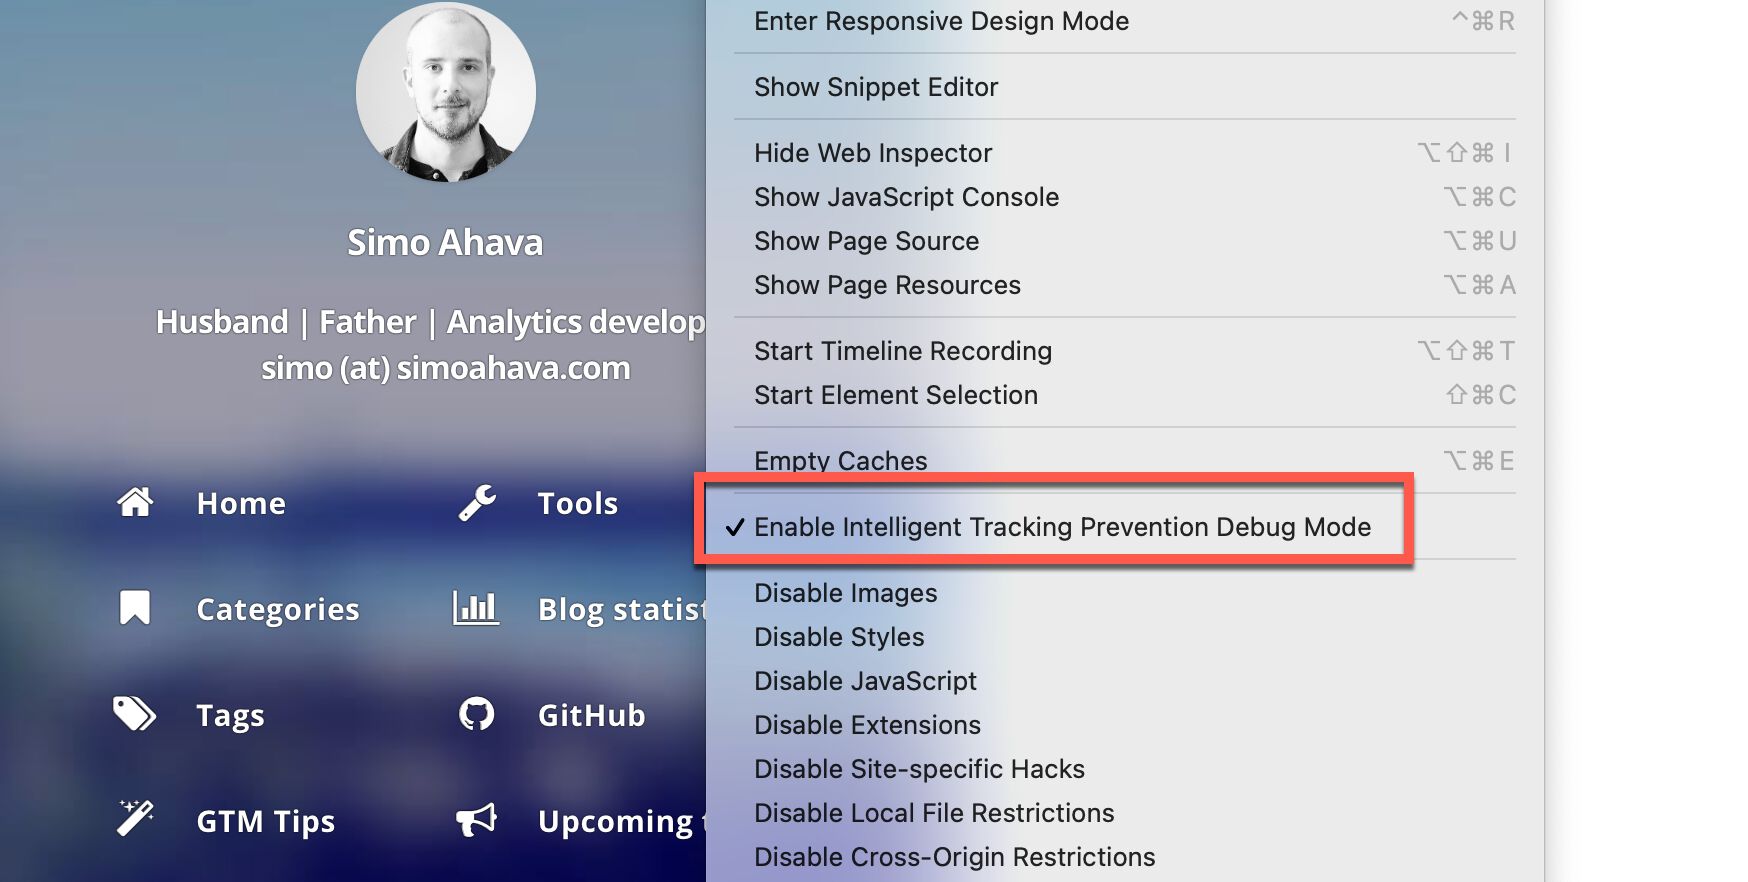 Simo Ahava
Husband | Father | Analytics develop
simo (at) simoahava.com
Home
Tools
Categories
Blog statist
Tags
GitHub
GTM Tips
Upcoming t
Enter Responsive Design Mode ^⌘R
Show Snippet Editor
Hide Web Inspector ⌥⇧⌘I
Show JavaScript Console ⌥⌘C
Show Page Source ⌥⌘U
Show Page Resources ⌥⌘A
Start Timeline Recording ⌥⇧⌘T
Start Element Selection ⇧⌘C
Empty Caches ⌥⌘E
✓ Enable Intelligent Tracking Prevention Debug Mode
Disable Images
Disable Styles
Disable JavaScript
Disable Extensions
Disable Site-specific Hacks
Disable Local File Restrictions
Disable Cross-Origin Restrictions